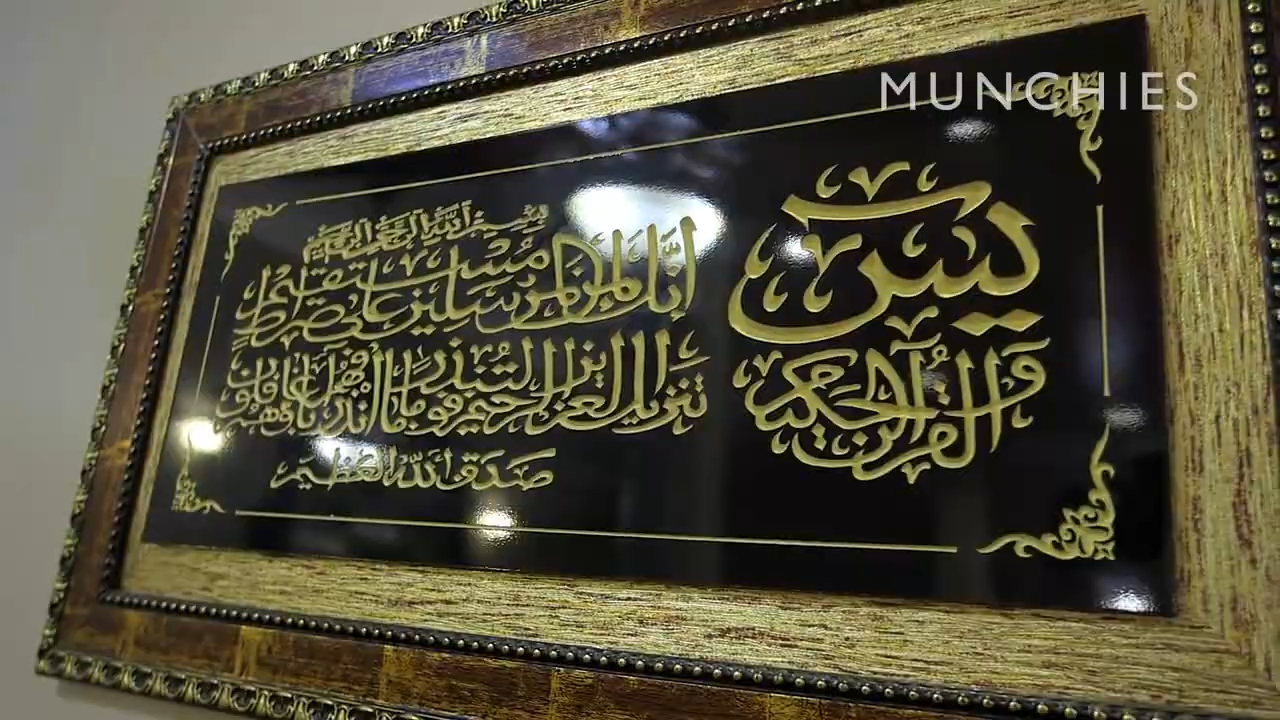 MUNCHIES
يس
والقرآن الحكيم
بسم الله الرحمن الرحيم
إنك لمن المرسلين على صراط مستقيم
تنزيل العزيز الرحيم لتنذر قوما ما أنذر آباؤهم فهم غافلون
صدق الله العظيم